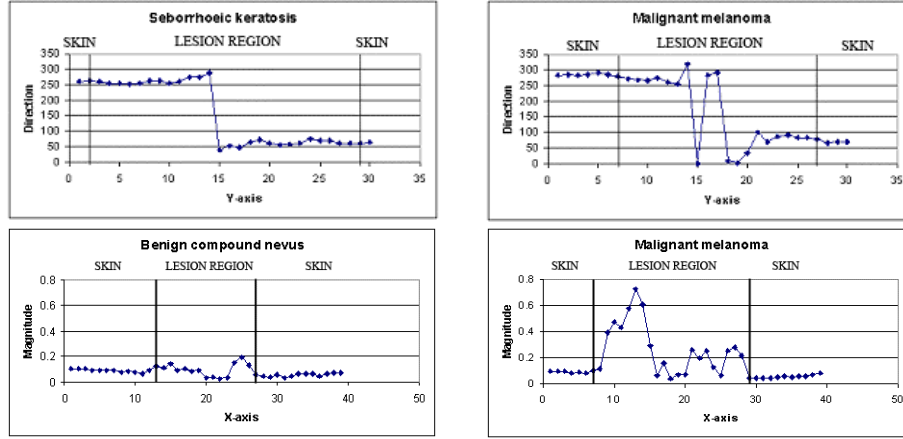 Seborrhoeic keratosis
SKIN LESION REGION SKIN
350
300
250
200
150
100
50
0
Direction
0 5 10 15 20 25 30 35
Y-axis
Malignant melanoma
SKIN LESION REGION SKIN
350
300
250
200
150
100
50
0
Direction
0 5 10 15 20 25 30 35
Y-axis
Benign compound nevus
SKIN LESION REGION SKIN
0.8
0.6
0.4
0.2
0
Magnitude
0 10 20 30 40 50
X-axis
Malignant melanoma
SKIN LESION REGION SKIN
0.8
0.6
0.4
0.2
0
Magnitude
0 10 20 30 40 50
X-axis